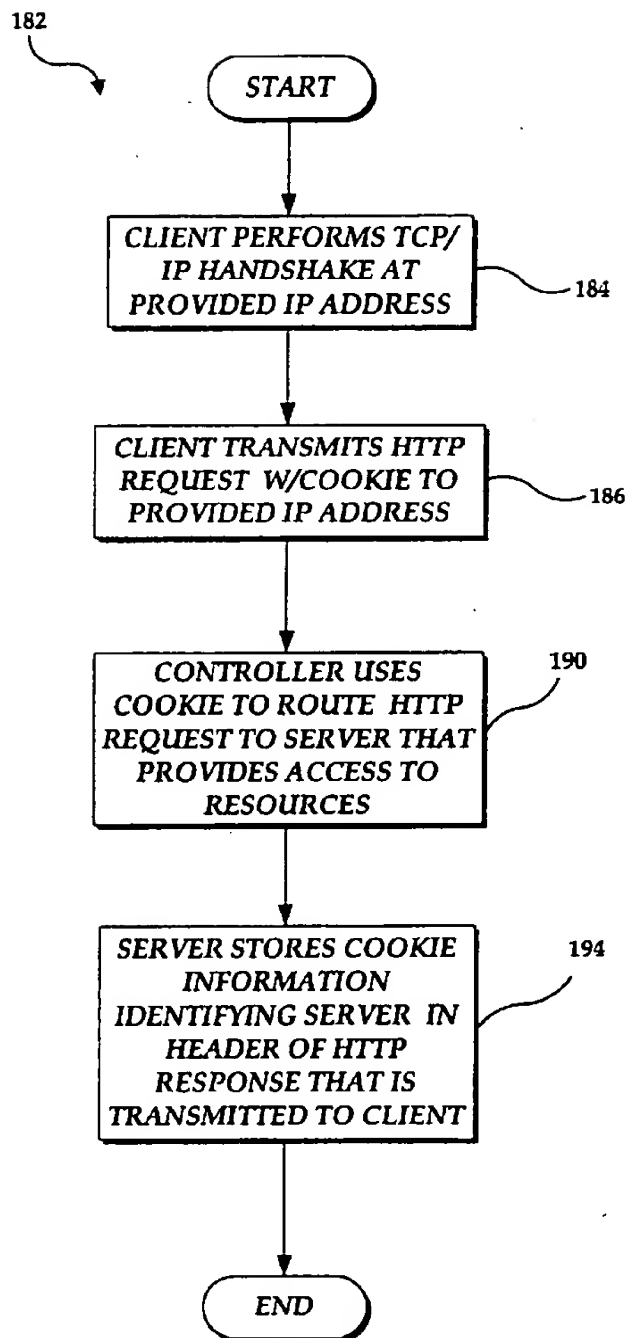 182
START
CLIENT PERFORMS TCP/
IP HANDSHAKE AT
PROVIDED IP ADDRESS
184
CLIENT TRANSMITS HTTP
REQUEST W/COOKIE TO
PROVIDED IP ADDRESS
186
CONTROLLER USES
COOKIE TO ROUTE HTTP
REQUEST TO SERVER THAT
PROVIDES ACCESS TO
RESOURCES
190
SERVER STORES COOKIE
INFORMATION
IDENTIFYING SERVER IN
HEADER OF HTTP
RESPONSE THAT IS
TRANSMITTED TO CLIENT
194
END